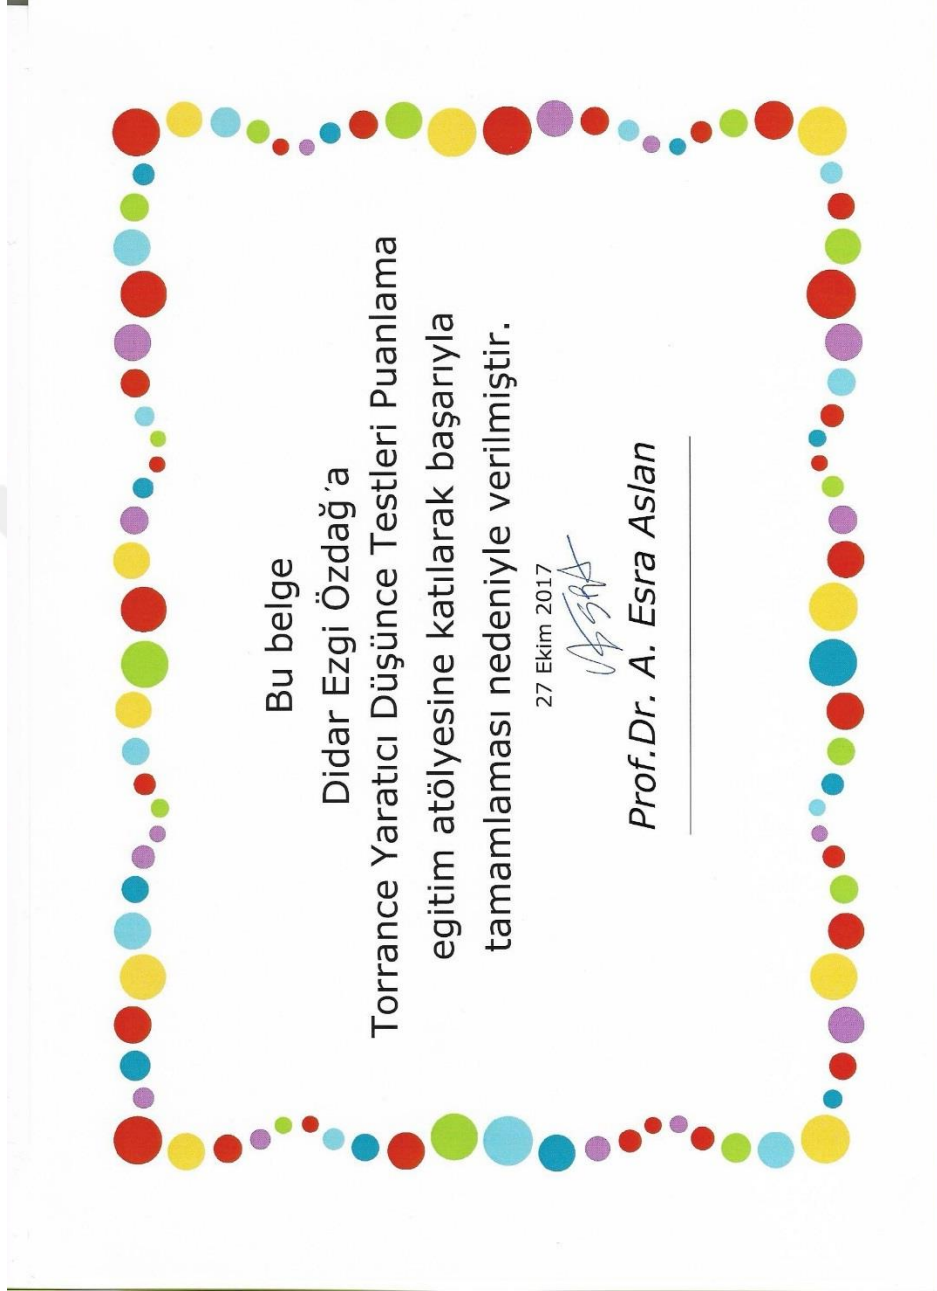 Bu belge
Didar Ezgi Özdağ'a
Torrance Yaratıcı Düşünce Testleri Puanlama
egitim atölyesine katılarak başarıyla
tamamlaması nedeniyle verilmiştir.
27 Ekim 2017
Prof.Dr. A. Esra Aslan